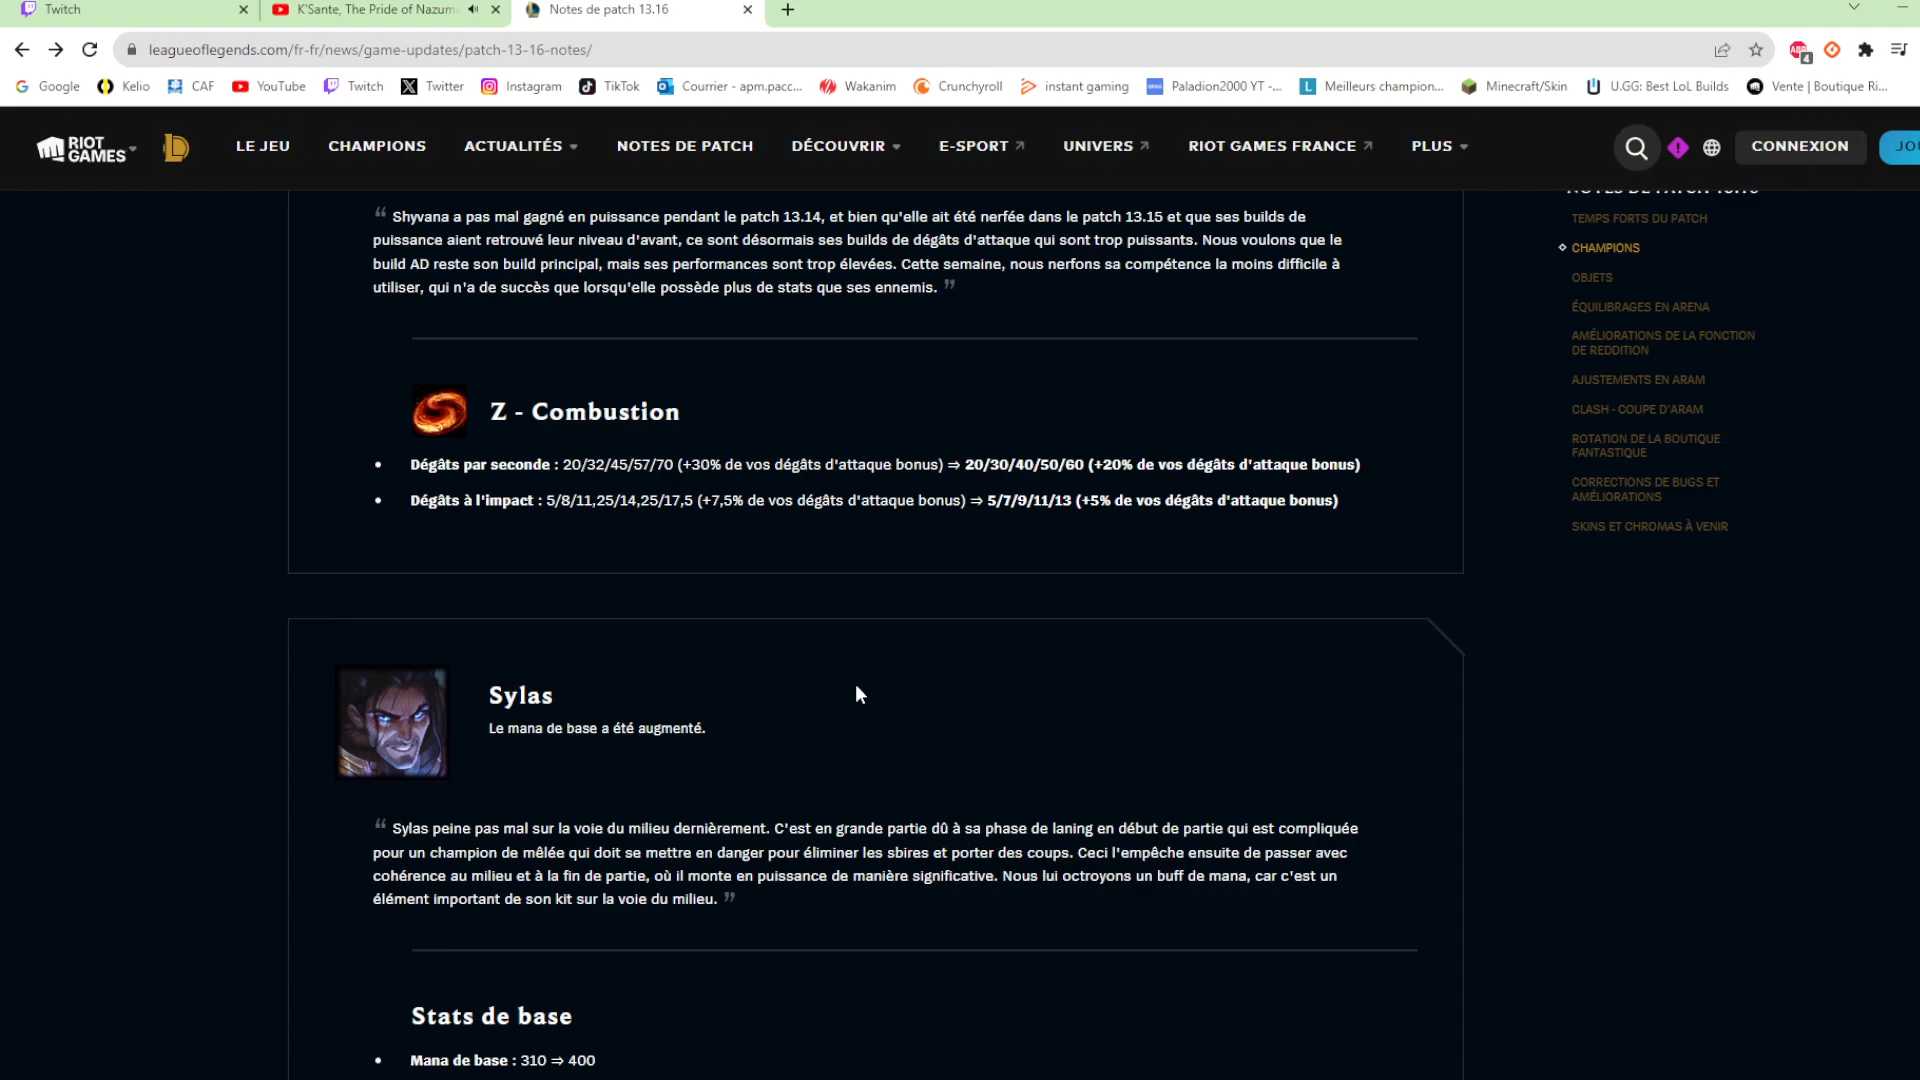 Twitch
K'Sante, The Pride of Nazum
Notes de patch 13.16
leagueoflegends.com/fr-fr/news/game-updates/patch-13-16-notes/
ABP
4
Google
Kelio
CAF
YouTube
Twitch
Twitter
Instagram
TikTok
Courrier - apm.pacc...
Wakanim
Crunchyroll
instant gaming
Paladion2000 YT -...
Meilleurs champion...
Minecraft/Skin
U.GG: Best LoL Builds
Vente | Boutique Ri...
RIOT
GAMES
LE JEU
CHAMPIONS
ACTUALITÉS
NOTES DE PATCH
DÉCOUVRIR
E-SPORT
UNIVERS
RIOT GAMES FRANCE
PLUS
CONNEXION
JOU
“ Shyvana a pas mal gagné en puissance pendant le patch 13.14, et bien qu'elle ait été nerfée dans le patch 13.15 et que ses builds de
puissance aient retrouvé leur niveau d'avant, ce sont désormais ses builds de dégâts d'attaque qui sont trop puissants. Nous voulons que le
build AD reste son build principal, mais ses performances sont trop élevées. Cette semaine, nous nerfons sa compétence la moins difficile à
utiliser, qui n'a de succès que lorsqu'elle possède plus de stats que ses ennemis. ”
Z - Combustion
• Dégâts par seconde : 20/32/45/57/70 (+30% de vos dégâts d'attaque bonus) ⇒ 20/30/40/50/60 (+20% de vos dégâts d'attaque bonus)
• Dégâts à l'impact : 5/8/11,25/14,25/17,5 (+7,5% de vos dégâts d'attaque bonus) ⇒ 5/7/9/11/13 (+5% de vos dégâts d'attaque bonus)
Sylas
Le mana de base a été augmenté.
“ Sylas peine pas mal sur la voie du milieu dernièrement. C'est en grande partie dû à sa phase de laning en début de partie qui est compliquée
pour un champion de mêlée qui doit se mettre en danger pour éliminer les sbires et porter des coups. Ceci l'empêche ensuite de passer avec
cohérence au milieu et à la fin de partie, où il monte en puissance de manière significative. Nous lui octroyons un buff de mana, car c'est un
élément important de son kit sur la voie du milieu. ”
Stats de base
• Mana de base : 310 ⇒ 400
NOTES DE PATCH 13.16
TEMPS FORTS DU PATCH
CHAMPIONS
OBJETS
ÉQUILIBRAGES EN ARENA
AMÉLIORATIONS DE LA FONCTION
DE REDDITION
AJUSTEMENTS EN ARAM
CLASH - COUPE D'ARAM
ROTATION DE LA BOUTIQUE
FANTASTIQUE
CORRECTIONS DE BUGS ET
AMÉLIORATIONS
SKINS ET CHROMAS À VENIR